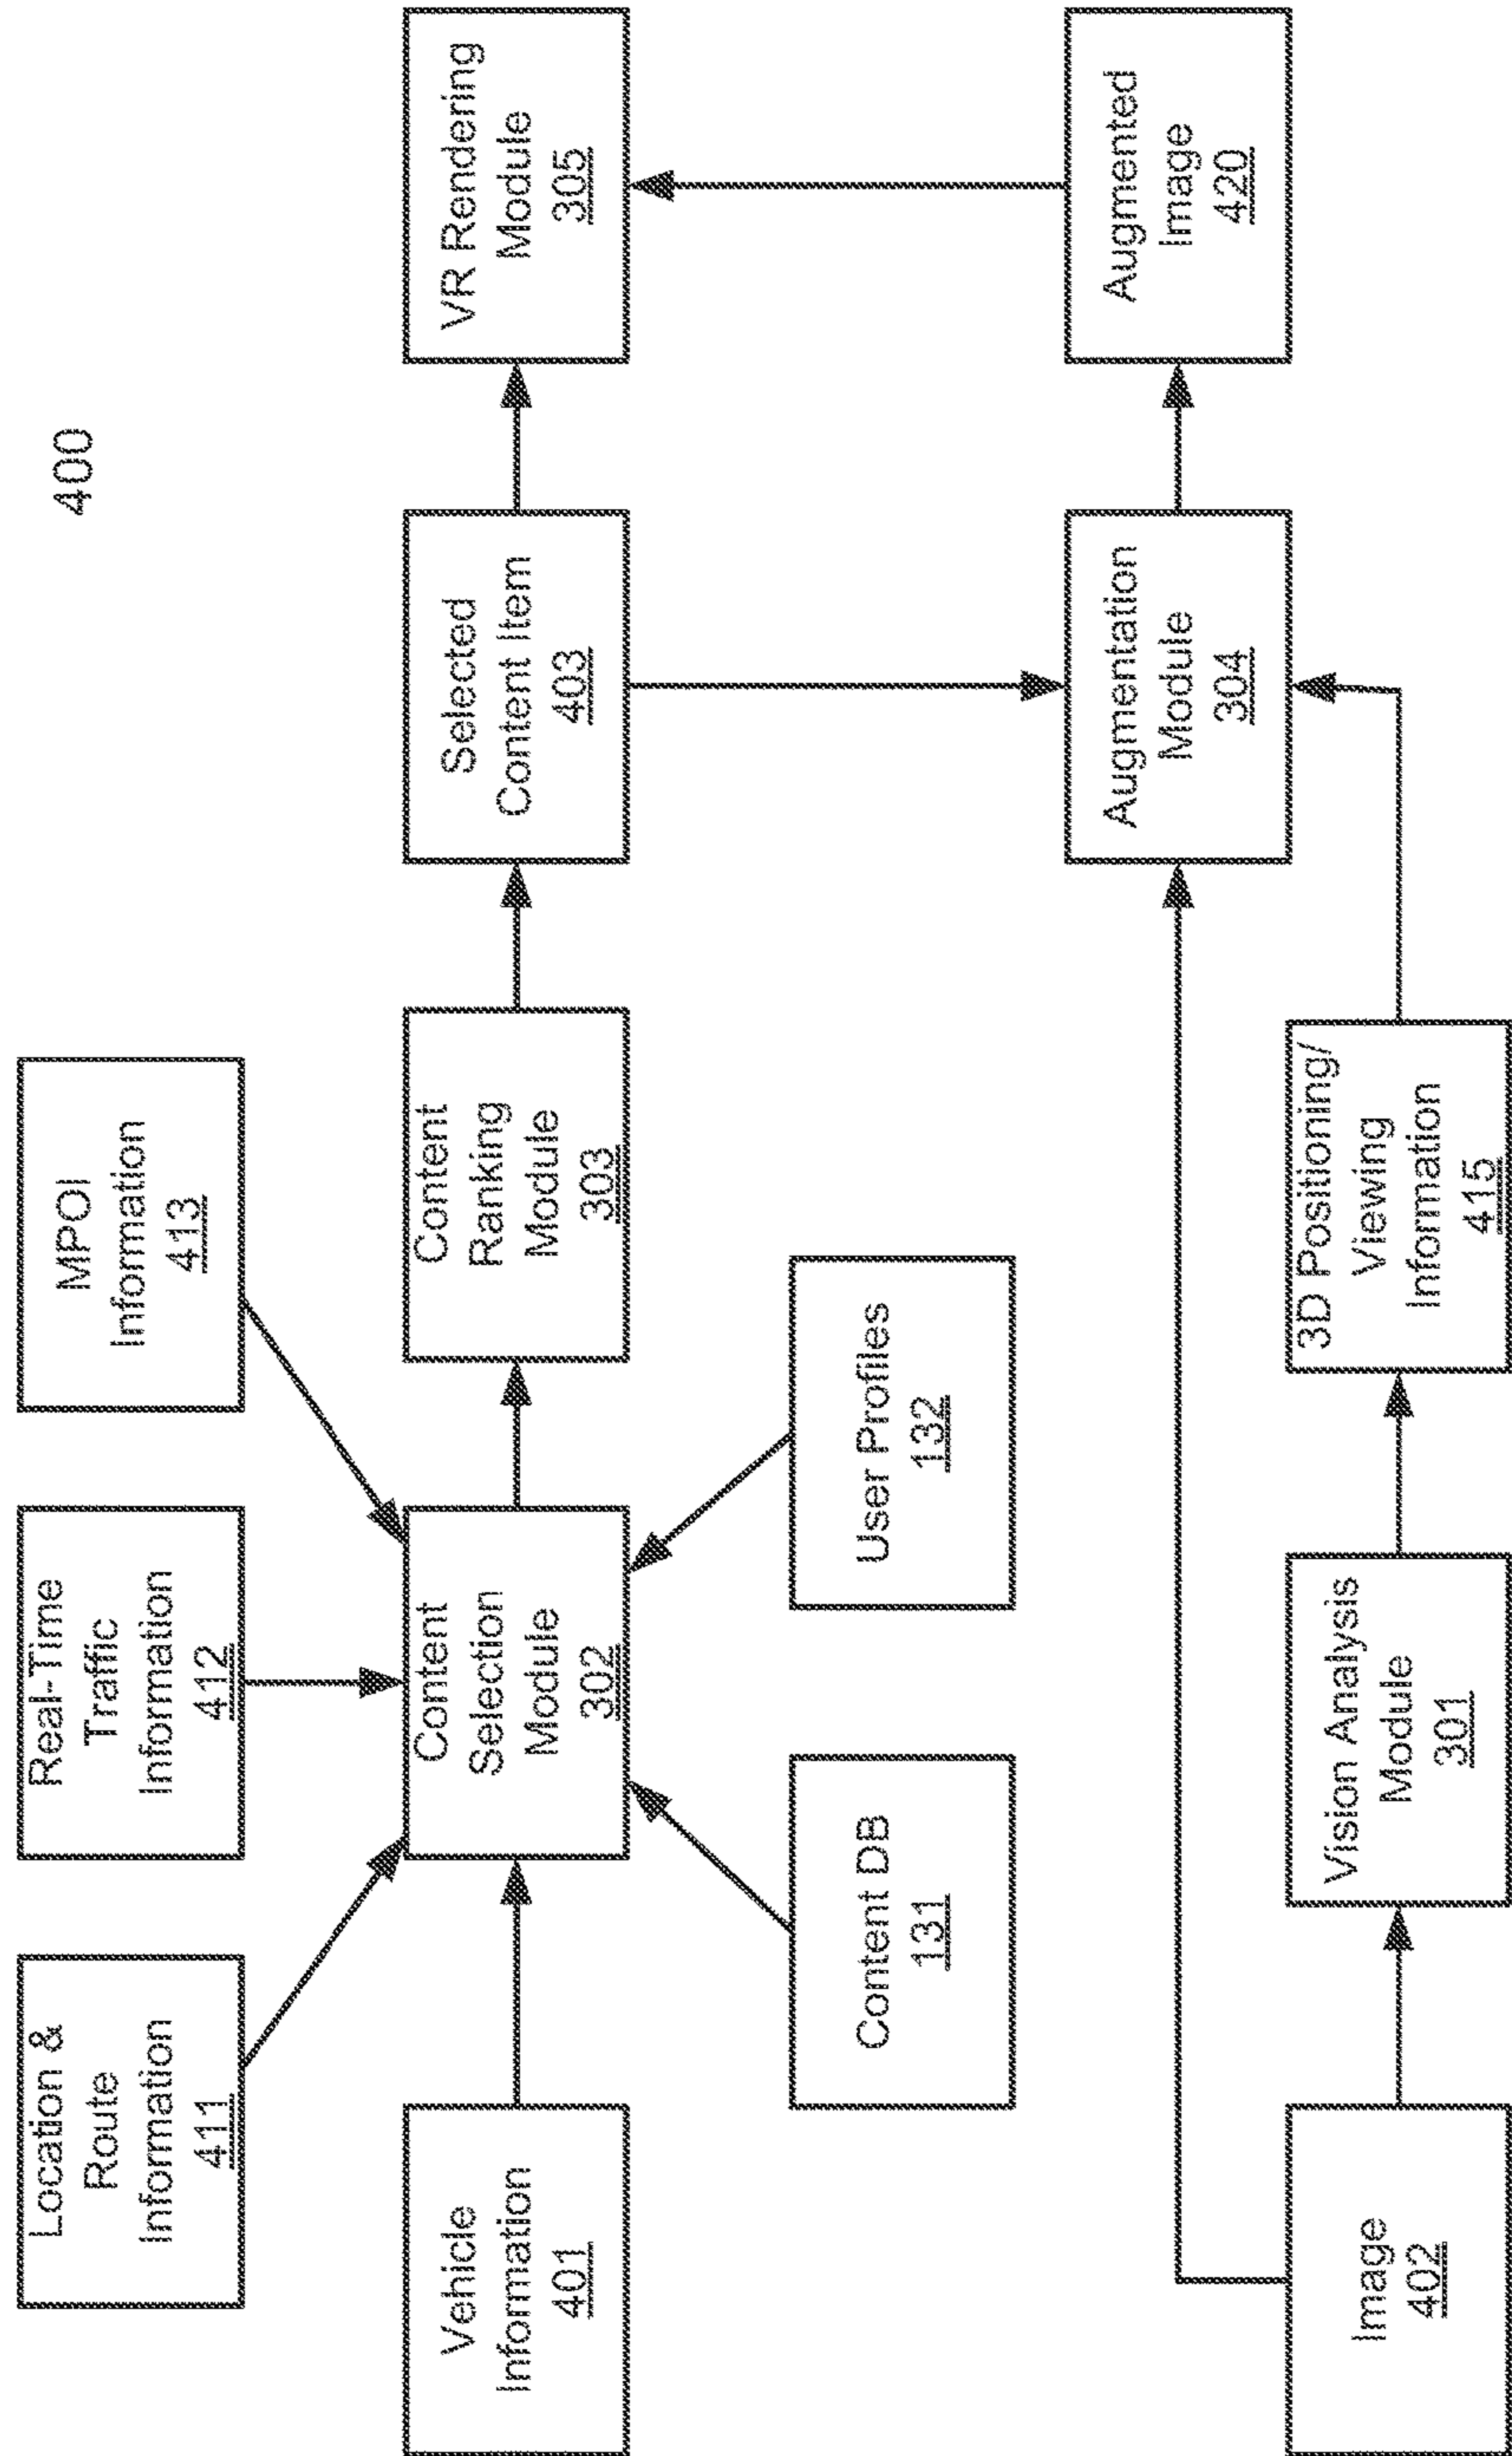 400
Location &
Route
Information
411
Real-Time
Traffic
Information
412
MPOI
Information
413
Vehicle
Information
401
Content
Selection
Module
302
Content
Ranking
Module
303
Selected
Content Item
403
VR Rendering
Module
305
Content DB
131
User Profiles
132
Augmentation
Module
304
Augmented
Image
420
Image
402
Vision Analysis
Module
301
3D Positioning/
Viewing
Information
415